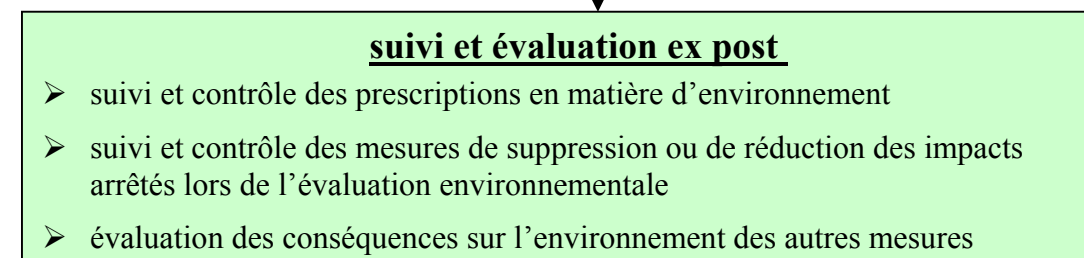 suivi et évaluation ex post
➢ suivi et contrôle des prescriptions en matière d’environnement
➢ suivi et contrôle des mesures de suppression ou de réduction des impacts
arrêtés lors de l’évaluation environnementale
➢ évaluation des conséquences sur l’environnement des autres mesures